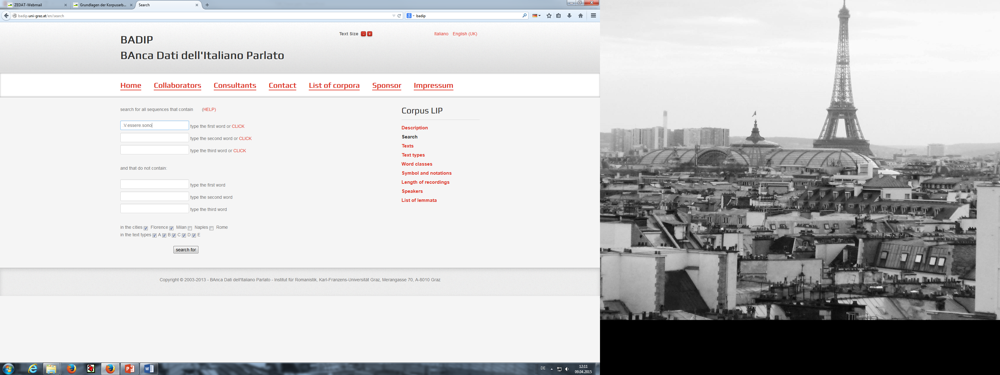 ZEDAT-Webmail
Grundlagen der Korpusarb...
Search
badip.uni-graz.at/en/search
badip
BADIP
BAnca Dati dell'Italiano Parlato
Text Size - +
Italiano English (UK)
Home Collaborators Consultants Contact List of corpora Sponsor Impressum
search for all sequences that contain (HELP)
.V.essere.sono type the first word or CLICK
type the second word or CLICK
type the third word or CLICK
and that do not contain:
type the first word
type the second word
type the third word
in the cities Florence Milan Naples Rome
in the text types A B C D E
search for
Corpus LIP
Description
Search
Texts
Text types
Word classes
Symbol and notations
Length of recordings
Speakers
List of lemmata
Copyright © 2003-2013 - BAnca Dati dell'Italiano Parlato - Institut für Romanistik, Karl-Franzens-Universität Graz, Merangasse 70, A-8010 Graz
DE
12:11
09.04.2015